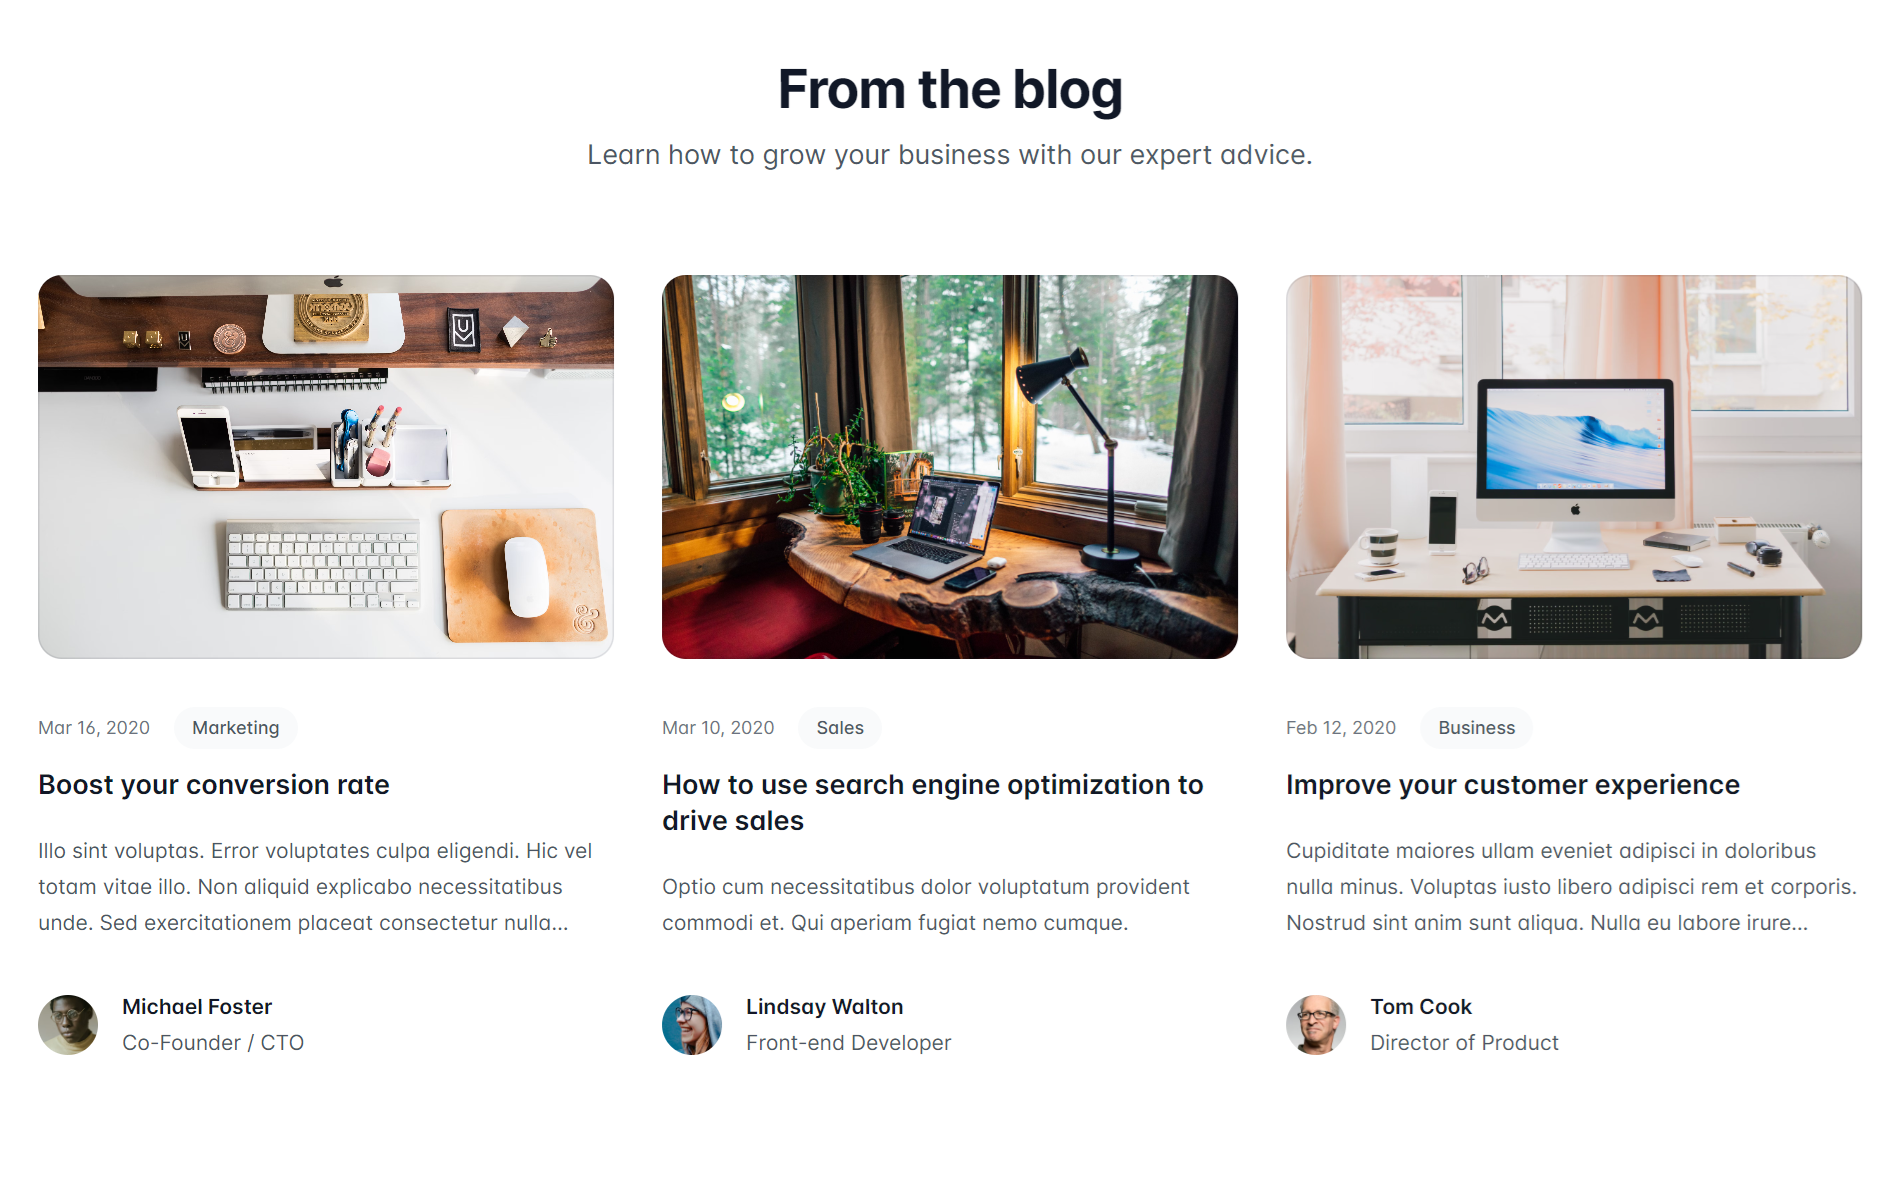 From the blog
Learn how to grow your business with our expert advice.
Mar 16, 2020 Marketing
Boost your conversion rate
Illo sint voluptas. Error voluptates culpa eligendi. Hic vel
totam vitae illo. Non aliquid explicabo necessitatibus
unde. Sed exercitationem placeat consectetur nulla...
Michael Foster
Co-Founder / CTO
Mar 10, 2020 Sales
How to use search engine optimization to
drive sales
Optio cum necessitatibus dolor voluptatum provident
commodi et. Qui aperiam fugiat nemo cumque.
Lindsay Walton
Front-end Developer
Feb 12, 2020 Business
Improve your customer experience
Cupiditate maiores ullam eveniet adipisci in doloribus
nulla minus. Voluptas iusto libero adipisci rem et corporis.
Nostrud sint anim sunt aliqua. Nulla eu labore irure...
Tom Cook
Director of Product